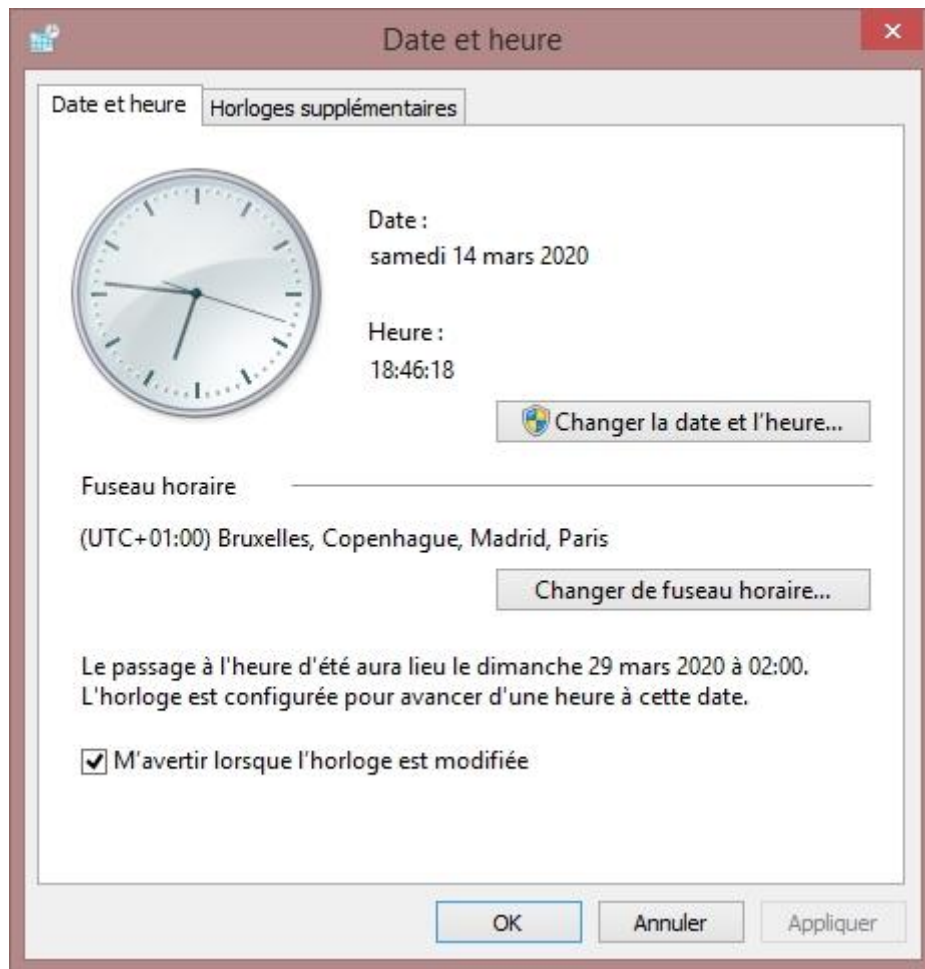 Date et heure
Date et heure
Horloges supplémentaires
Date :
samedi 14 mars 2020
Heure :
18:46:18
Changer la date et l'heure...
Fuseau horaire
(UTC+01:00) Bruxelles, Copenhague, Madrid, Paris
Changer de fuseau horaire...
Le passage à l'heure d'été aura lieu le dimanche 29 mars 2020 à 02:00.
L'horloge est configurée pour avancer d'une heure à cette date.
M'avertir lorsque l'horloge est modifiée
OK
Annuler
Appliquer